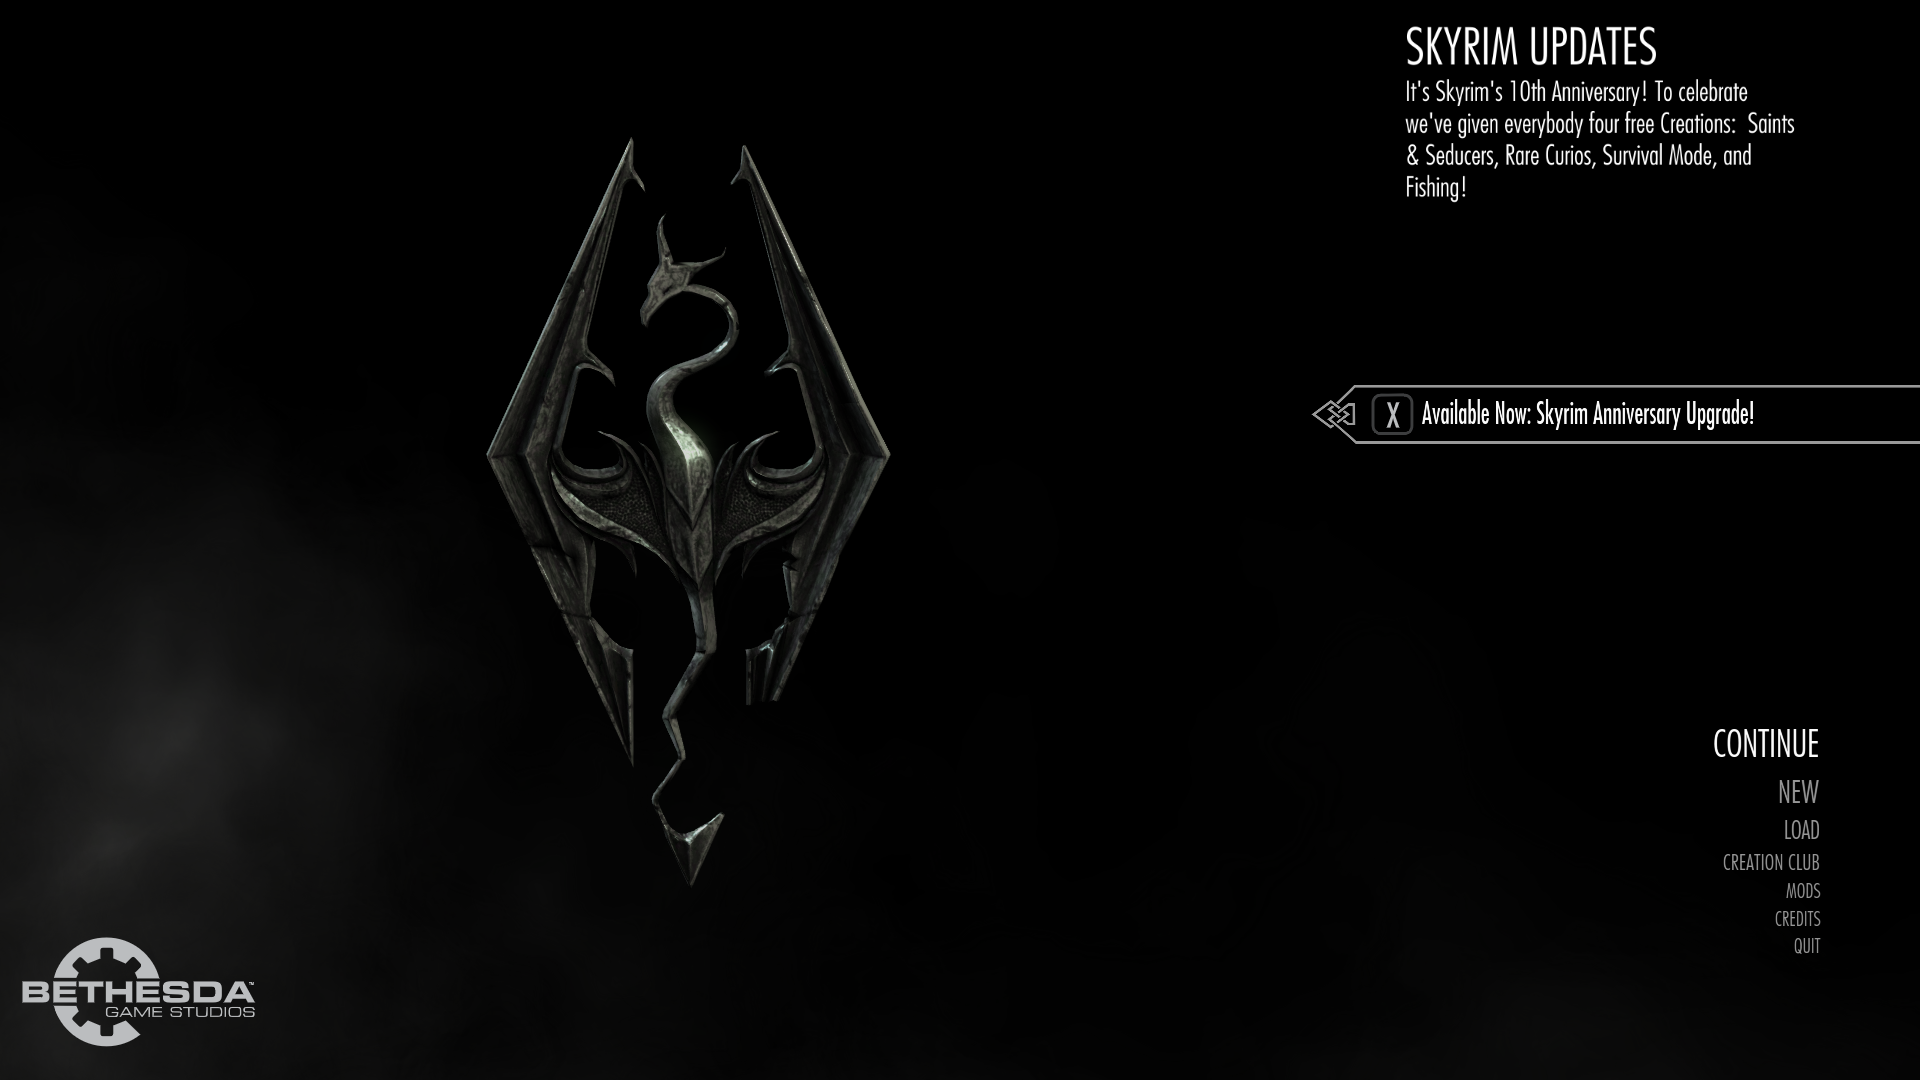 SKYRIM UPDATES
It's Skyrim's 10th Anniversary! To celebrate
we've given everybody four free Creations:  Saints
& Seducers, Rare Curios, Survival Mode, and
Fishing!
X Available Now: Skyrim Anniversary Upgrade!
CONTINUE
NEW
LOAD
CREATION CLUB
MODS
CREDITS
QUIT
BETHESDA™
GAME STUDIOS